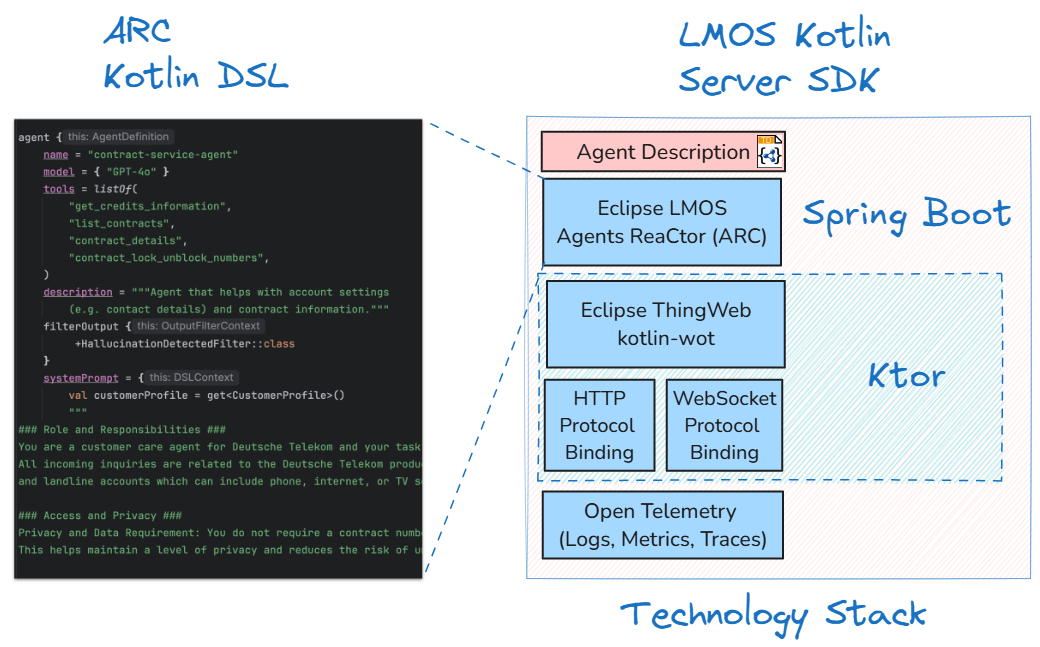 ARC
Kotlin DSL
agent { this: AgentDefinition
name = "contract-service-agent"
model = { "GPT-4o" }
tools = listOf(
"get_credits_information",
"list_contracts",
"contract_details",
"contract_lock_unblock_numbers",
)
description = """Agent that helps with account settings
(e.g. contact details) and contract information."""
filterOutput { this: OutputFilterContext
+HallucinationDetectedFilter::class
}
systemPrompt = { this: DSLContext
val customerProfile = get<CustomerProfile>()
"""
### Role and Responsibilities ###
You are a customer care agent for Deutsche Telekom and your task
All incoming inquiries are related to the Deutsche Telekom produ
and landline accounts which can include phone, internet, or TV s
### Access and Privacy ###
Privacy and Data Requirement: You do not require a contract numb
This helps maintain a level of privacy and reduces the risk of u
LMOS Kotlin
Server SDK
Agent Description
TD
Eclipse LMOS
Agents ReaCtor (ARC)
Spring Boot
Eclipse ThingWeb
kotlin-wot
Ktor
HTTP
Protocol
Binding
WebSocket
Protocol
Binding
Open Telemetry
(Logs, Metrics, Traces)
Technology Stack